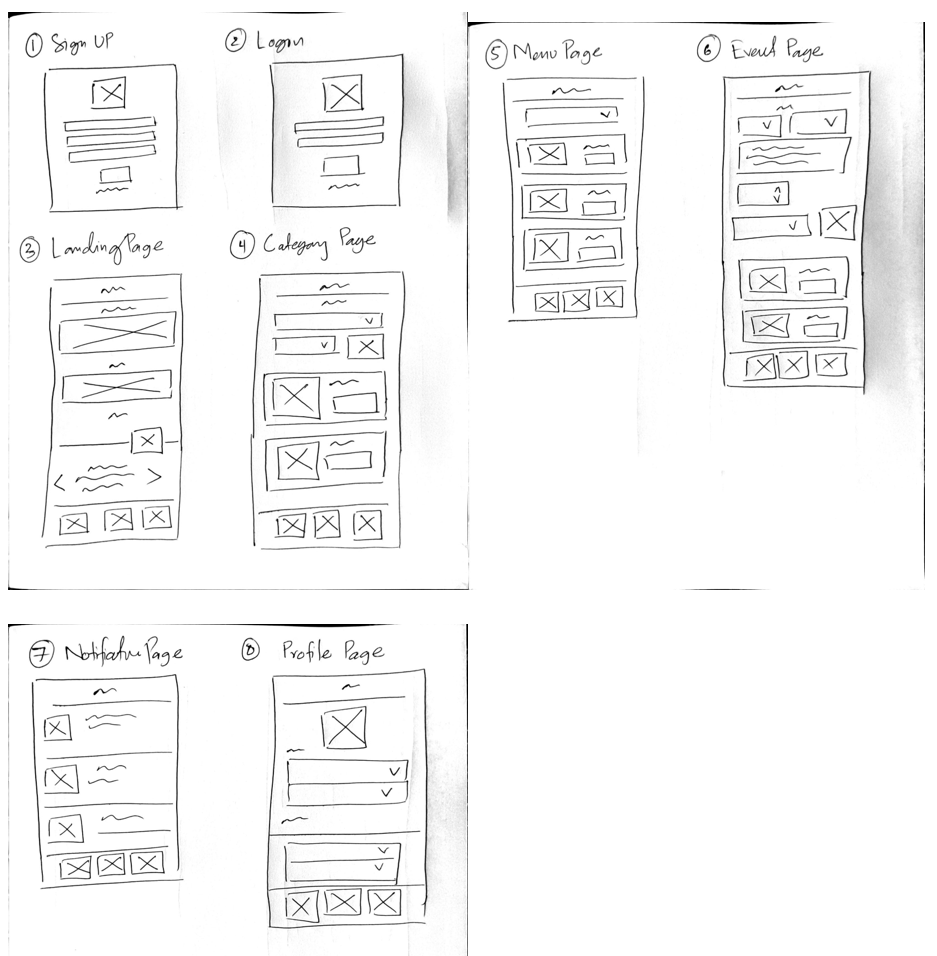 ① Sign UP
② Logon
③ Landing Page
④ Category Page
⑤ Menu Page
⑥ Event Page
⑦ Notification Page
⑧ Profile Page